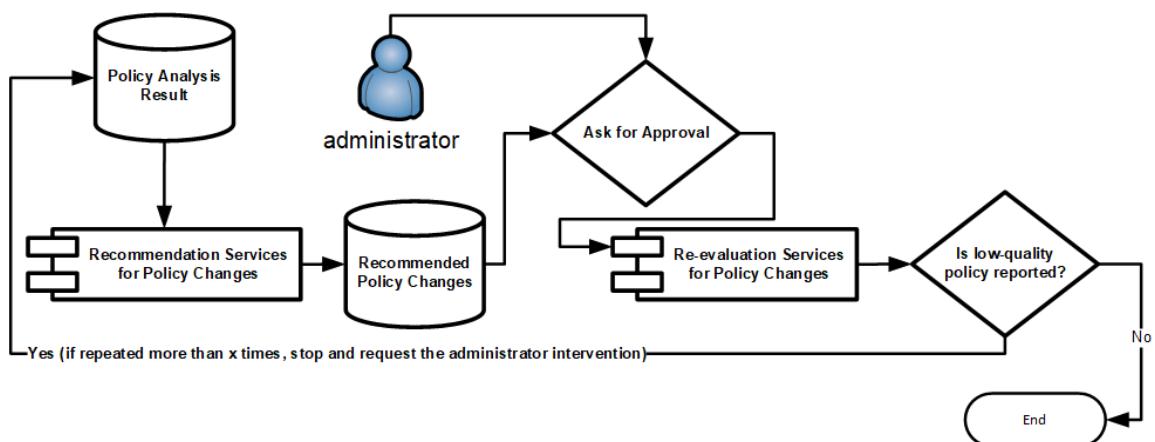 Policy Analysis
Result
administrator
Ask for Approval
Recommendation Services
for Policy Changes
Recommended
Policy Changes
Re-evaluation Services
for Policy Changes
Is low-quality
policy reported?
Yes (if repeated more than x times, stop and request the administrator intervention)
No
End